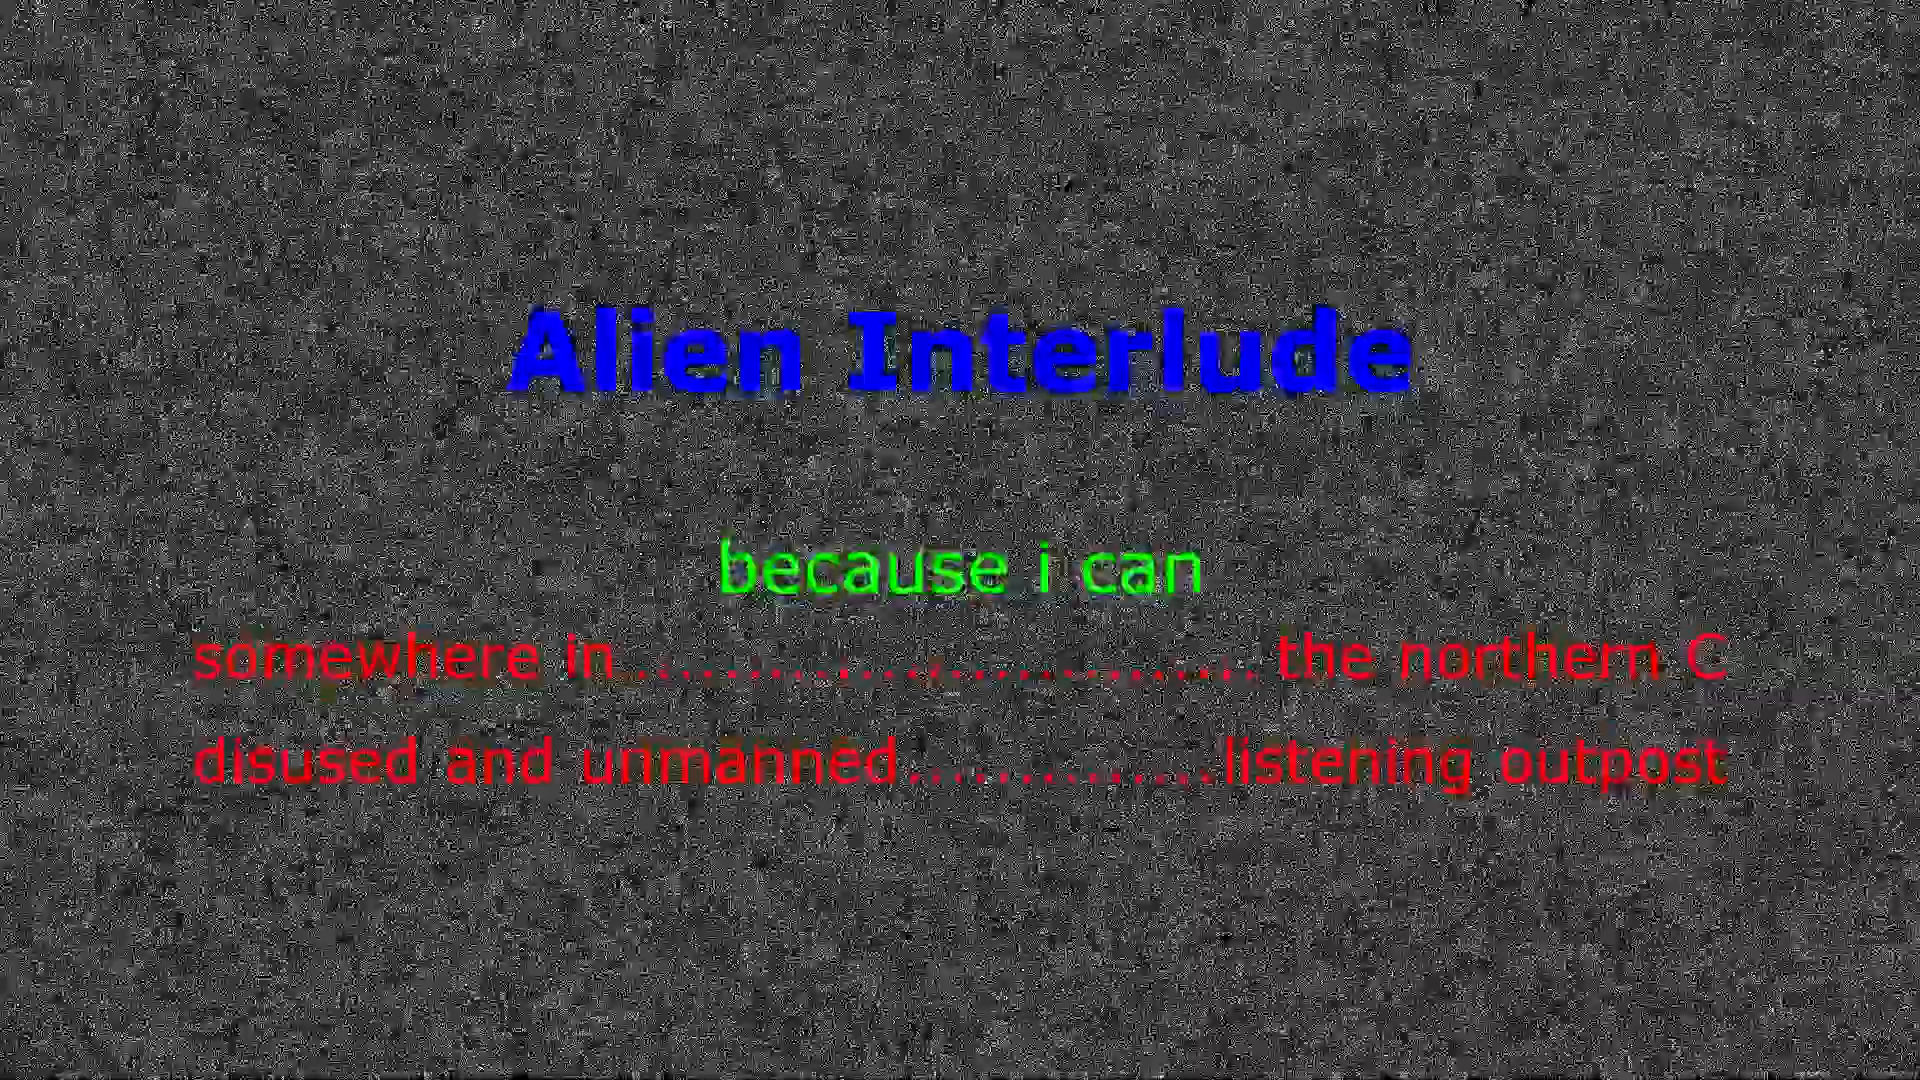 Alien Interlude
because i can
somewhere in.............................the northern C
disused and unmanned..............listening outpost